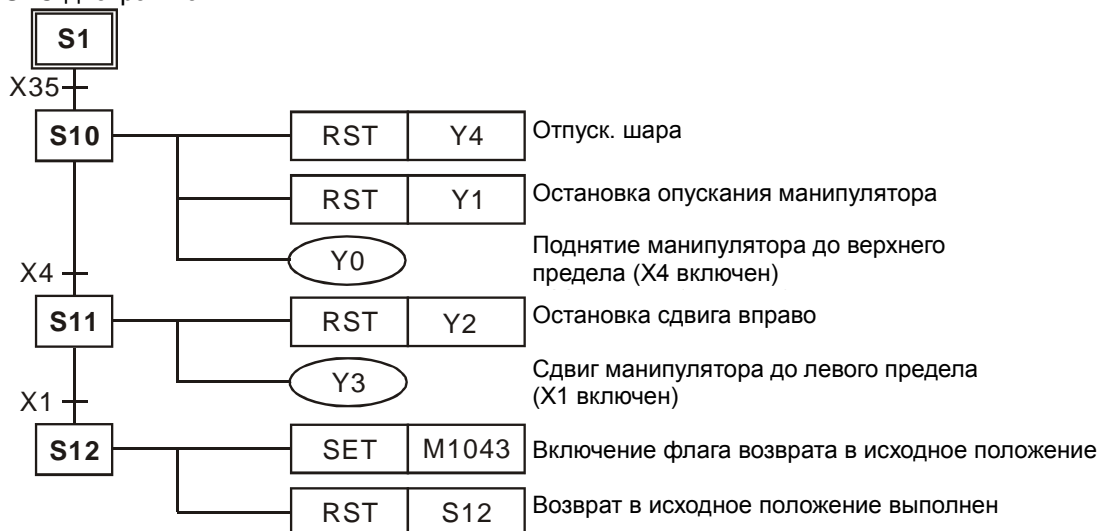 S1
X35
S10
RST Y4 Отпуск. шара
RST Y1 Остановка опускания манипулятора
Y0 Поднятие манипулятора до верхнего
предела (X4 включен)
X4
S11
RST Y2 Остановка сдвига вправо
Y3 Сдвиг манипулятора до левого предела
(X1 включен)
X1
S12
SET M1043 Включение флага возврата в исходное положение
RST S12 Возврат в исходное положение выполнен